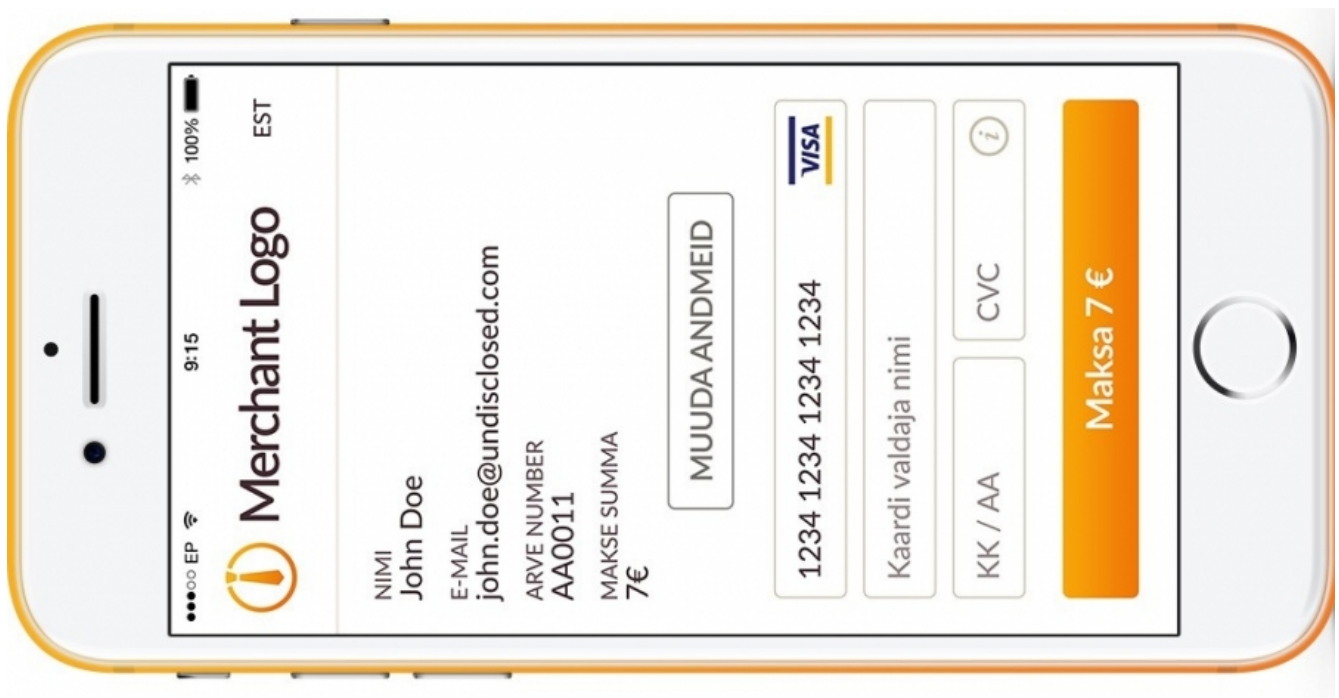 EP 9:15 100%
Merchant Logo EST
NIMI
John Doe
E-MAIL
john.doe@undisclosed.com
ARVE NUMBER
AA0011
MAKSE SUMMA
7€
MUUDA ANDMEID
1234 1234 1234 1234 VISA
Kaardi valdaja nimi
KK / AA CVC i
Maksa 7 €